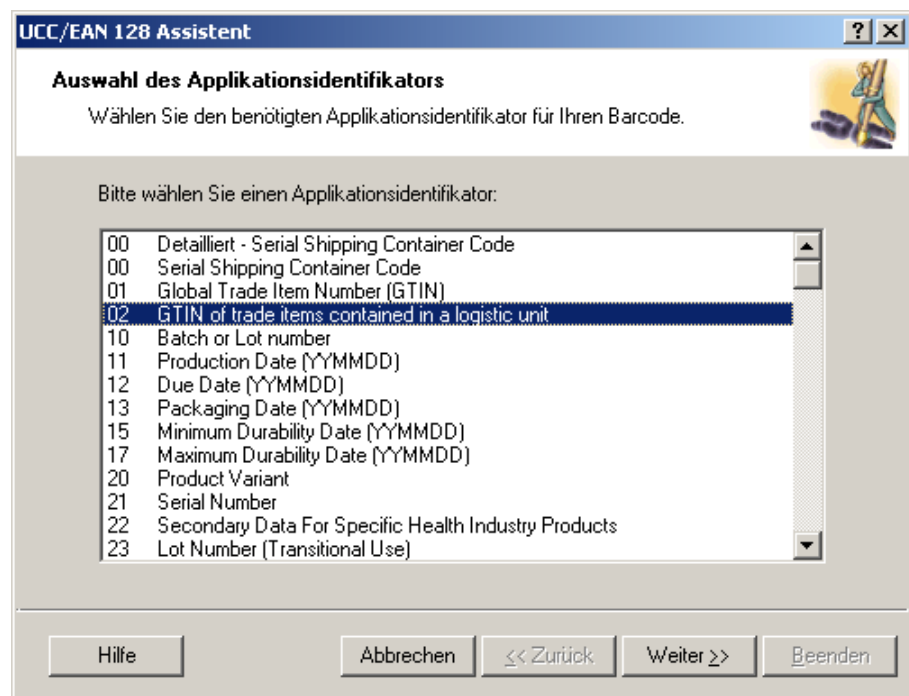 UCC/EAN 128 Assistent
Auswahl des Applikationsidentifikators
Wählen Sie den benötigten Applikationsidentifikator für Ihren Barcode.
Bitte wählen Sie einen Applikationsidentifikator:
00 Detailliert - Serial Shipping Container Code
00 Serial Shipping Container Code
01 Global Trade Item Number (GTIN)
02 GTIN of trade items contained in a logistic unit
10 Batch or Lot number
11 Production Date (YYMMDD)
12 Due Date (YYMMDD)
13 Packaging Date (YYMMDD)
15 Minimum Durability Date (YYMMDD)
17 Maximum Durability Date (YYMMDD)
20 Product Variant
21 Serial Number
22 Secondary Data For Specific Health Industry Products
23 Lot Number (Transitional Use)
Hilfe Abbrechen << Zurück Weiter >> Beenden